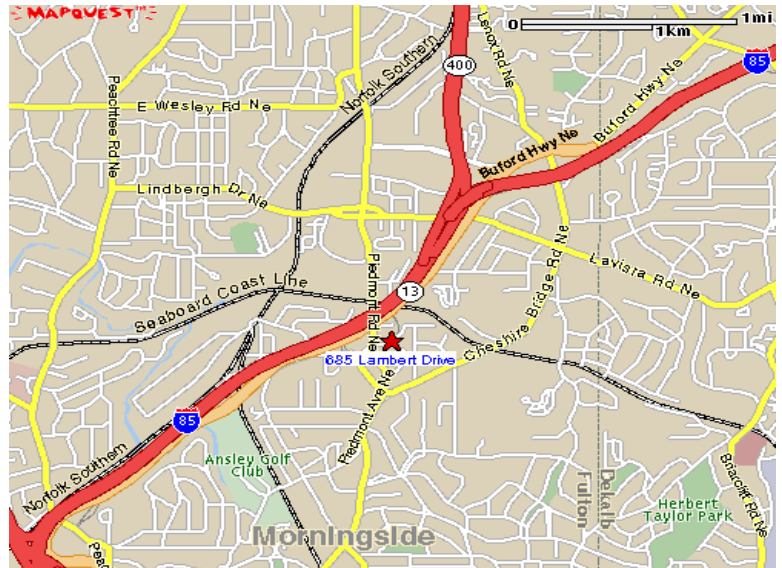 MAPQUEST
0
1mi
1km
400
Lenox Rd Ne
85
Norfolk Southern
Peachtree Rd Ne
E Wesley Rd Ne
Buford Hwy Ne
Buford Hwy Ne
Lindbergh Dr Ne
Piedmont Rd Ne
Lavista Rd Ne
Seaboard Coast Line
13
Cheshire Bridge Rd Ne
685 Lambert Drive
Piedmont Ave Ne
85
Ansley Golf
Club
Norfolk Southern
Fulton
Dekalb
Briarcliff Rd Ne
Herbert
Taylor Park
Morningside
Peac